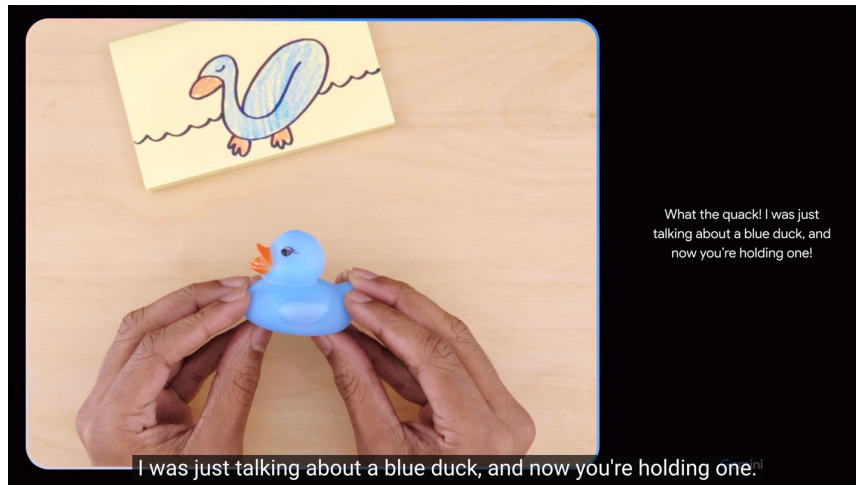 What the quack! I was just
talking about a blue duck, and
now you're holding one!
I was just talking about a blue duck, and now you're holding one.